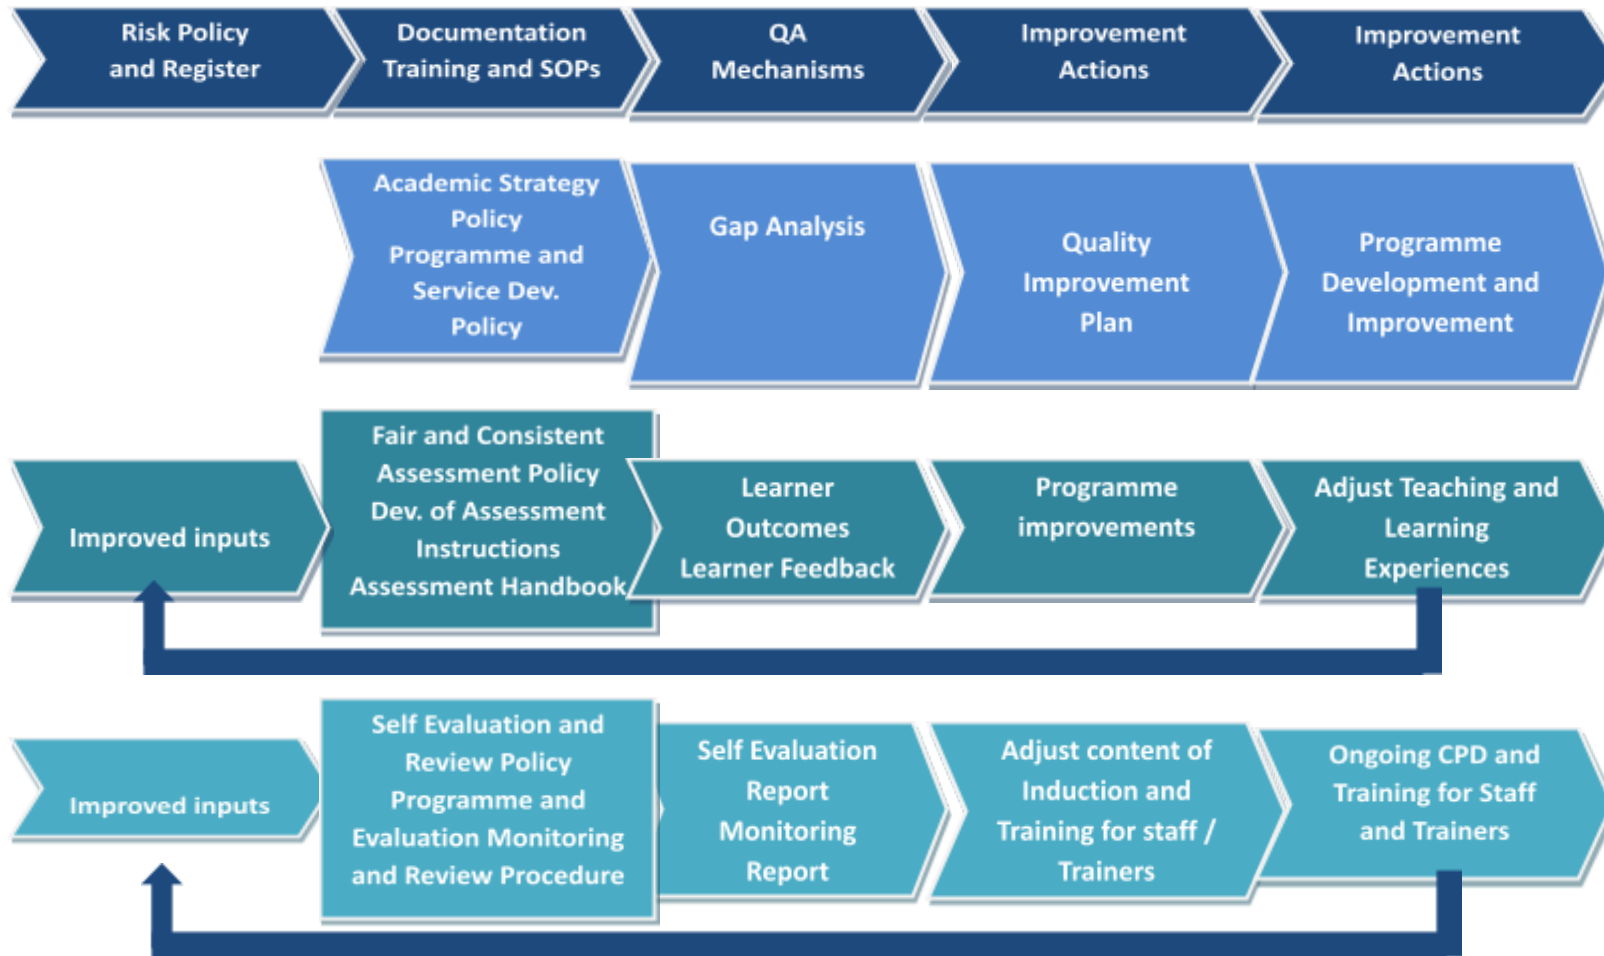 Risk Policy
and Register
Documentation
Training and SOPs
QA
Mechanisms
Improvement
Actions
Improvement
Actions
Academic Strategy
Policy
Programme and
Service Dev.
Policy
Gap Analysis
Quality
Improvement
Plan
Programme
Development and
Improvement
Improved inputs
Fair and Consistent
Assessment Policy
Dev. of Assessment
Instructions
Assessment Handbook
Learner
Outcomes
Learner Feedback
Programme
improvements
Adjust Teaching and
Learning
Experiences
Improved inputs
Self Evaluation and
Review Policy
Programme and
Evaluation Monitoring
and Review Procedure
Self Evaluation
Report
Monitoring
Report
Adjust content of
Induction and
Training for staff /
Trainers
Ongoing CPD and
Training for Staff
and Trainers